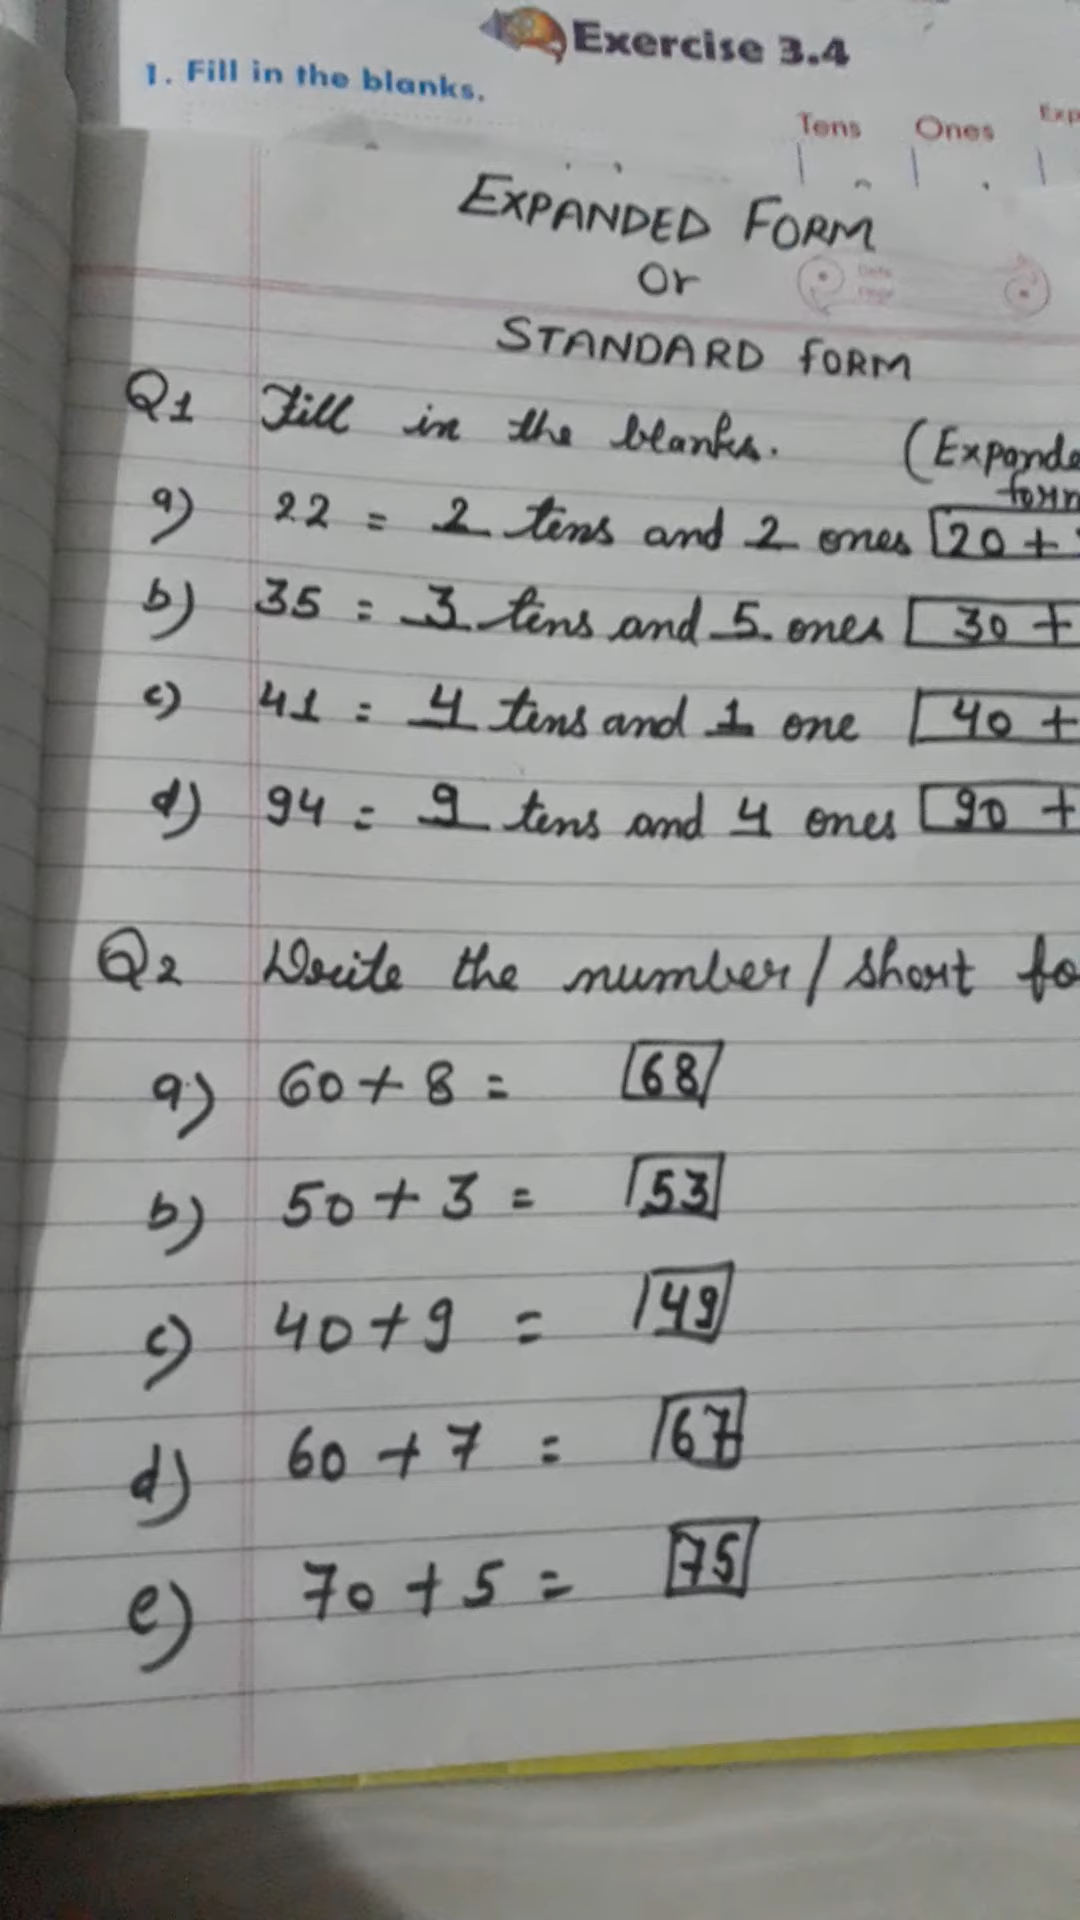 Exercise 3.4
1. Fill in the blanks.
Tens Ones Exp
EXPANDED FORM
Or
STANDARD FORM
Q1 Fill in the blanks. (Expande
form
a) 22 = 2 tens and 2 ones 20 +
b) 35 = 3 tens and 5 ones 30 +
c) 41 = 4 tens and 1 one 40 +
d) 94 = 9 tens and 4 ones 90 +
Q2 Write the number/short fo
a) 60 + 8 = 68
b) 50 + 3 = 53
c) 40 + 9 = 49
d) 60 + 7 = 67
e) 70 + 5 = 75